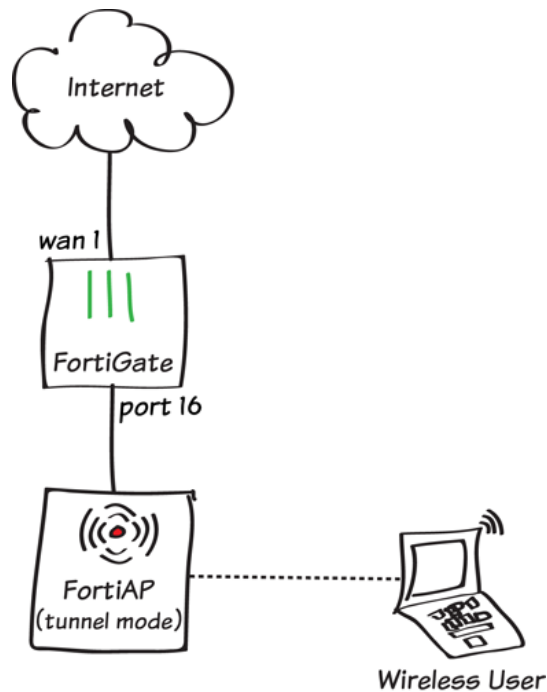 Internet
wan 1
FortiGate
port 16
FortiAP
(tunnel mode)
Wireless User